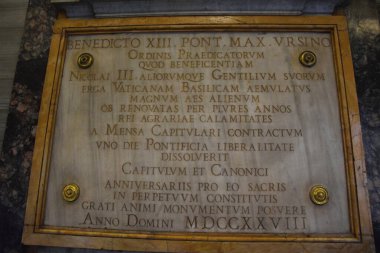 BENEDICTO XIII. PONT. MAX. VRSINO
ORDINIS PRAEDICATORVM
QVOD BENEFICENTIAM
NICOLAI III. ALIORVMQVE GENTILIVM SVORVM
ERGA VATICANAM BASILICAM AEMVLATVS
MAGNVM AES ALIENVM
OB RENOVATAS PER PLVRES ANNOS
REI AGRARIAE CALAMITATES
A MENSA CAPITVLARI CONTRACTVM
VNO DIE PONTIFICIA LIBERALITATE
DISSOLVERIT
CAPITVLVM ET CANONICI
ANNIVERSARIIS PRO EO SACRIS
IN PERPETVVM CONSTITVTIS
GRATI ANIMI MONVMENTVM POSVERE
ANNO DOMINI MDCCXXVIII